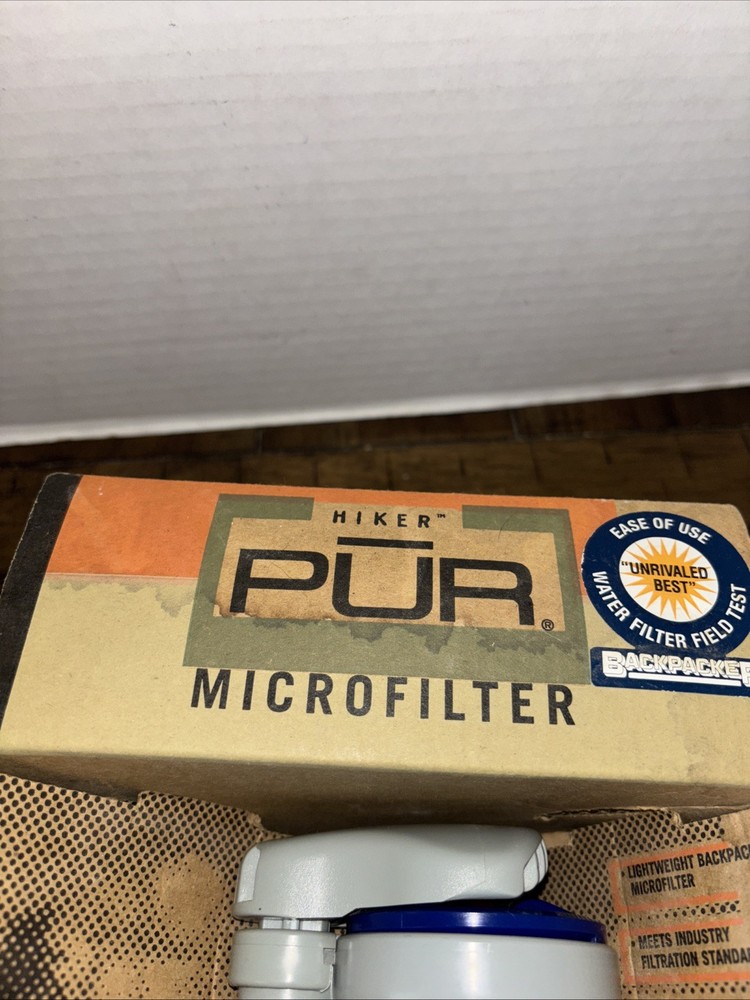 HIKER™
PŪR®
MICROFILTER
EASE OF USE
"UNRIVALED
BEST"
WATER FILTER FIELD TEST
BACKPACKER
• LIGHTWEIGHT BACKPAC
MICROFILTER
• MEETS INDUSTRY
FILTRATION STANDA